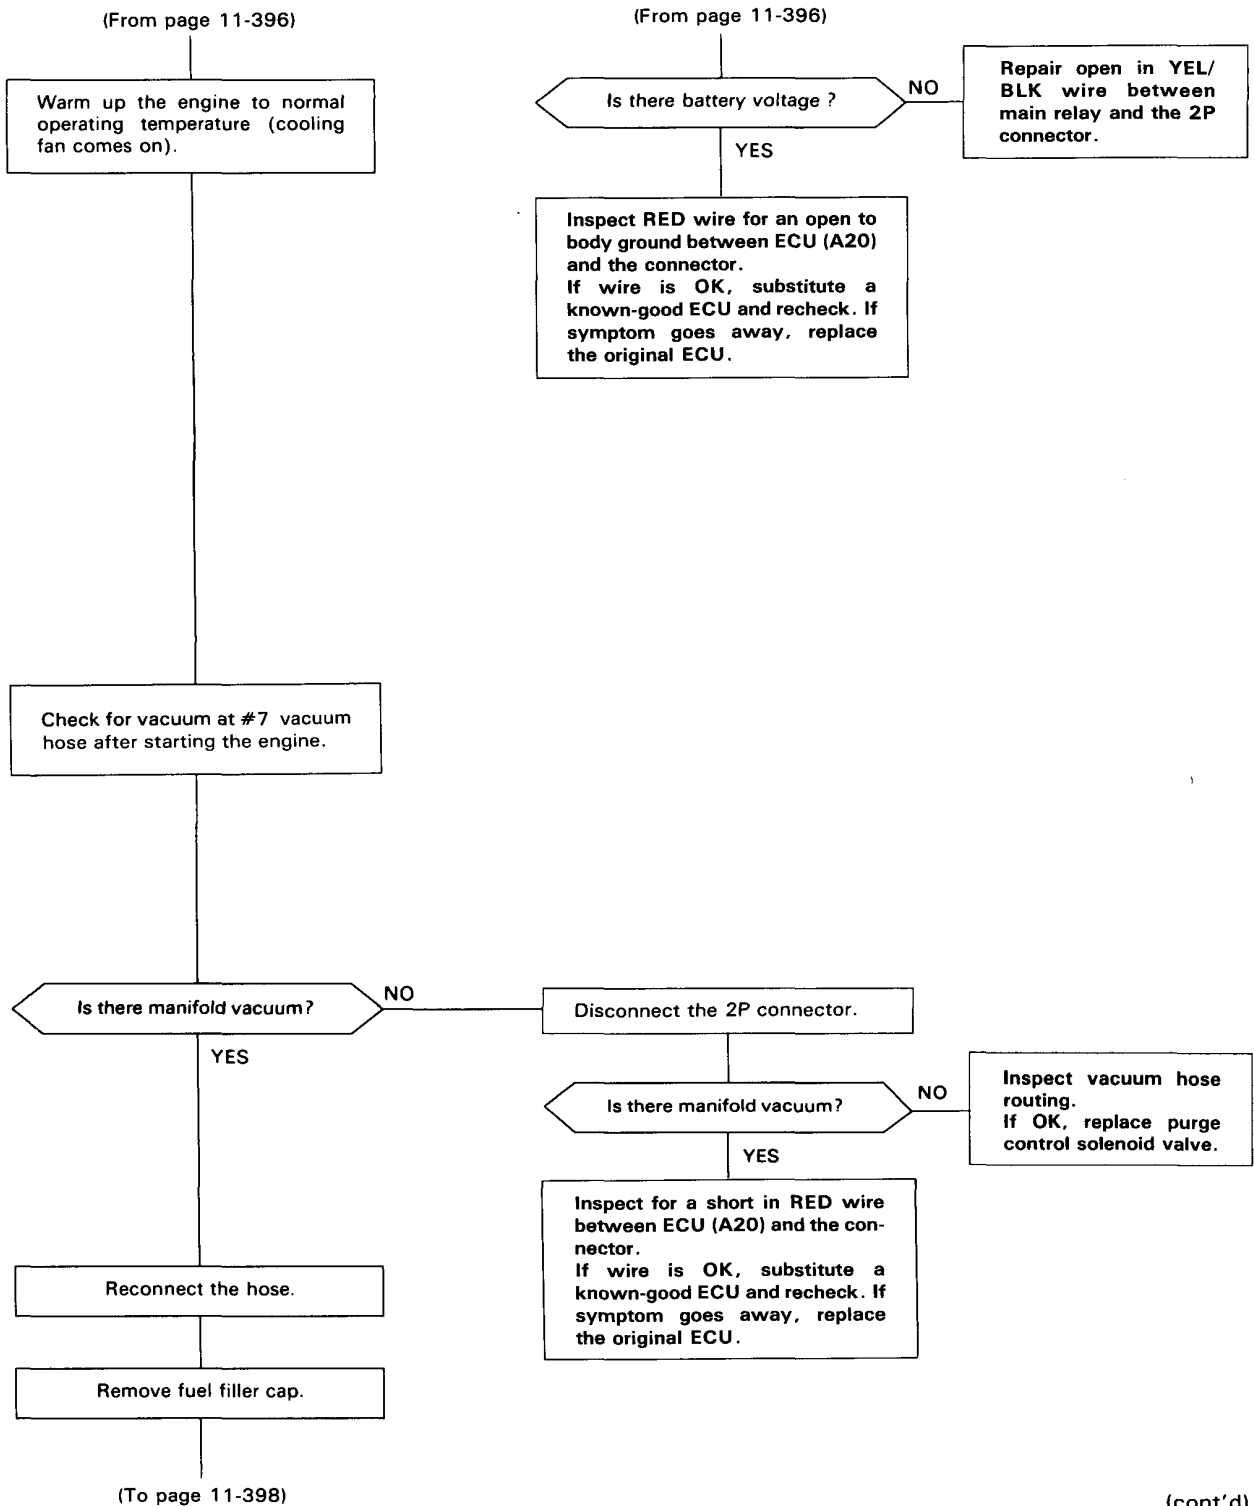 (From page 11-396)
Warm up the engine to normal
operating temperature (cooling
fan comes on).
Check for vacuum at #7 vacuum
hose after starting the engine.
Is there manifold vacuum?
NO
YES
Reconnect the hose.
Remove fuel filler cap.
(To page 11-398)
(From page 11-396)
Is there battery voltage ?
NO
Repair open in YEL/
BLK wire between
main relay and the 2P
connector.
YES
Inspect RED wire for an open to
body ground between ECU (A20)
and the connector.
If wire is OK, substitute a
known-good ECU and recheck. If
symptom goes away, replace
the original ECU.
Disconnect the 2P connector.
Is there manifold vacuum?
NO
Inspect vacuum hose
routing.
If OK, replace purge
control solenoid valve.
YES
Inspect for a short in RED wire
between ECU (A20) and the con-
nector.
If wire is OK, substitute a
known-good ECU and recheck. If
symptom goes away, replace
the original ECU.
(cont'd)